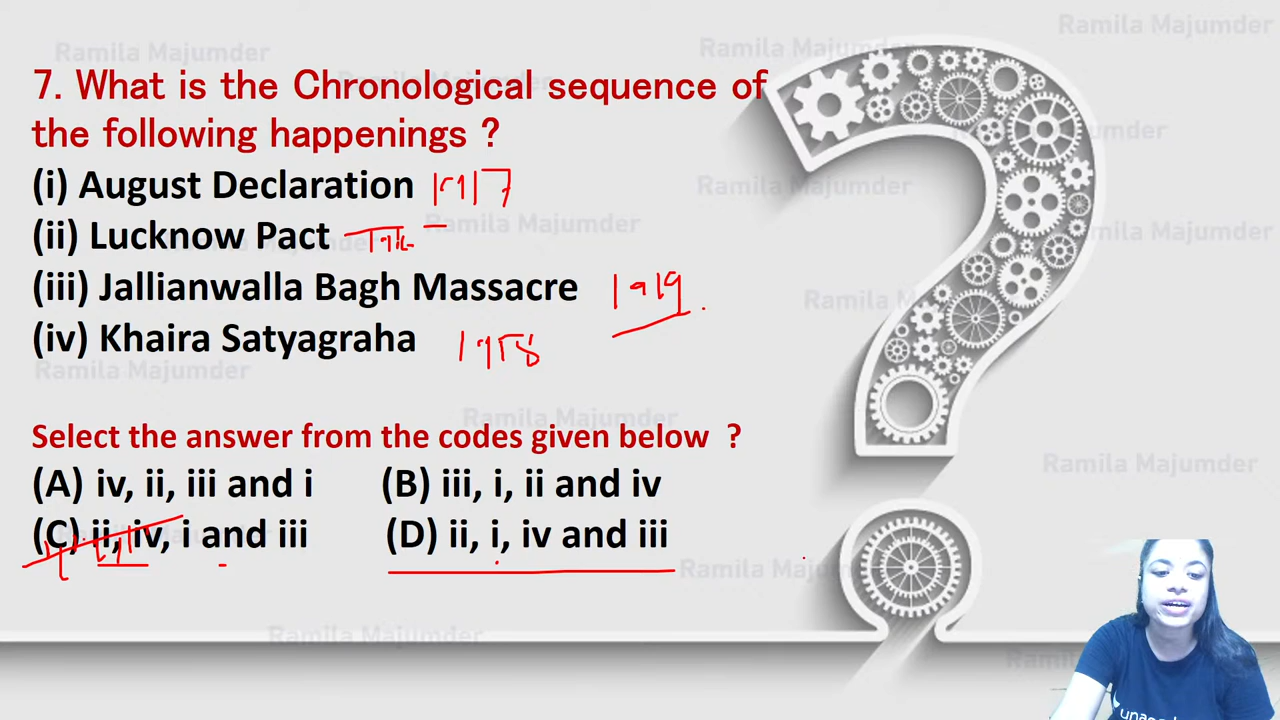 Ramila Majumder
7. What is the Chronological sequence of
the following happenings ?
(i) August Declaration 1917
(ii) Lucknow Pact
(iii) Jallianwalla Bagh Massacre 1919
(iv) Khaira Satyagraha 1918
Select the answer from the codes given below ?
(A) iv, ii, iii and i (B) iii, i, ii and iv
(C) ii, iv, i and iii (D) ii, i, iv and iii